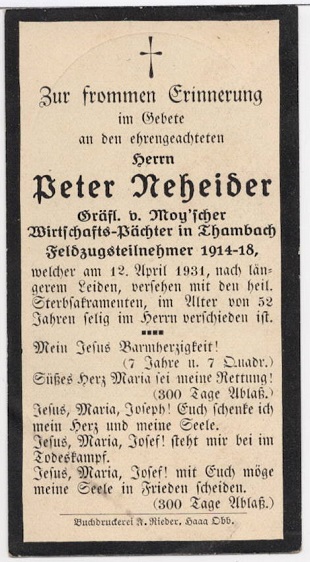 Zur frommen Erinnerung
im Gebete
an den ehrengeachteten
Herrn
Peter Neheider
Gräfl. v. Moy'scher
Wirtschafts-Pächter in Thambach
Feldzugsteilnehmer 1914-18,
welcher am 12. April 1931, nach län-
gerem Leiden, versehen mit den heil.
Sterbsakramenten, im Alter von 52
Jahren selig im Herrn verschieden ist.
Mein Jesus Barmherzigkeit!
(7 Jahre u. 7 Quadr.)
Süßes Herz Maria sei meine Rettung!
(300 Tage Ablaß.)
Jesus, Maria, Joseph! Euch schenke ich
mein Herz und meine Seele.
Jesus, Maria, Josef! steht mir bei im
Todeskampf.
Jesus, Maria, Josef! mit Euch möge
meine Seele in Frieden scheiden.
(300 Tage Ablaß.)
Buchdruckerei A. Rieder, Haag Obb.